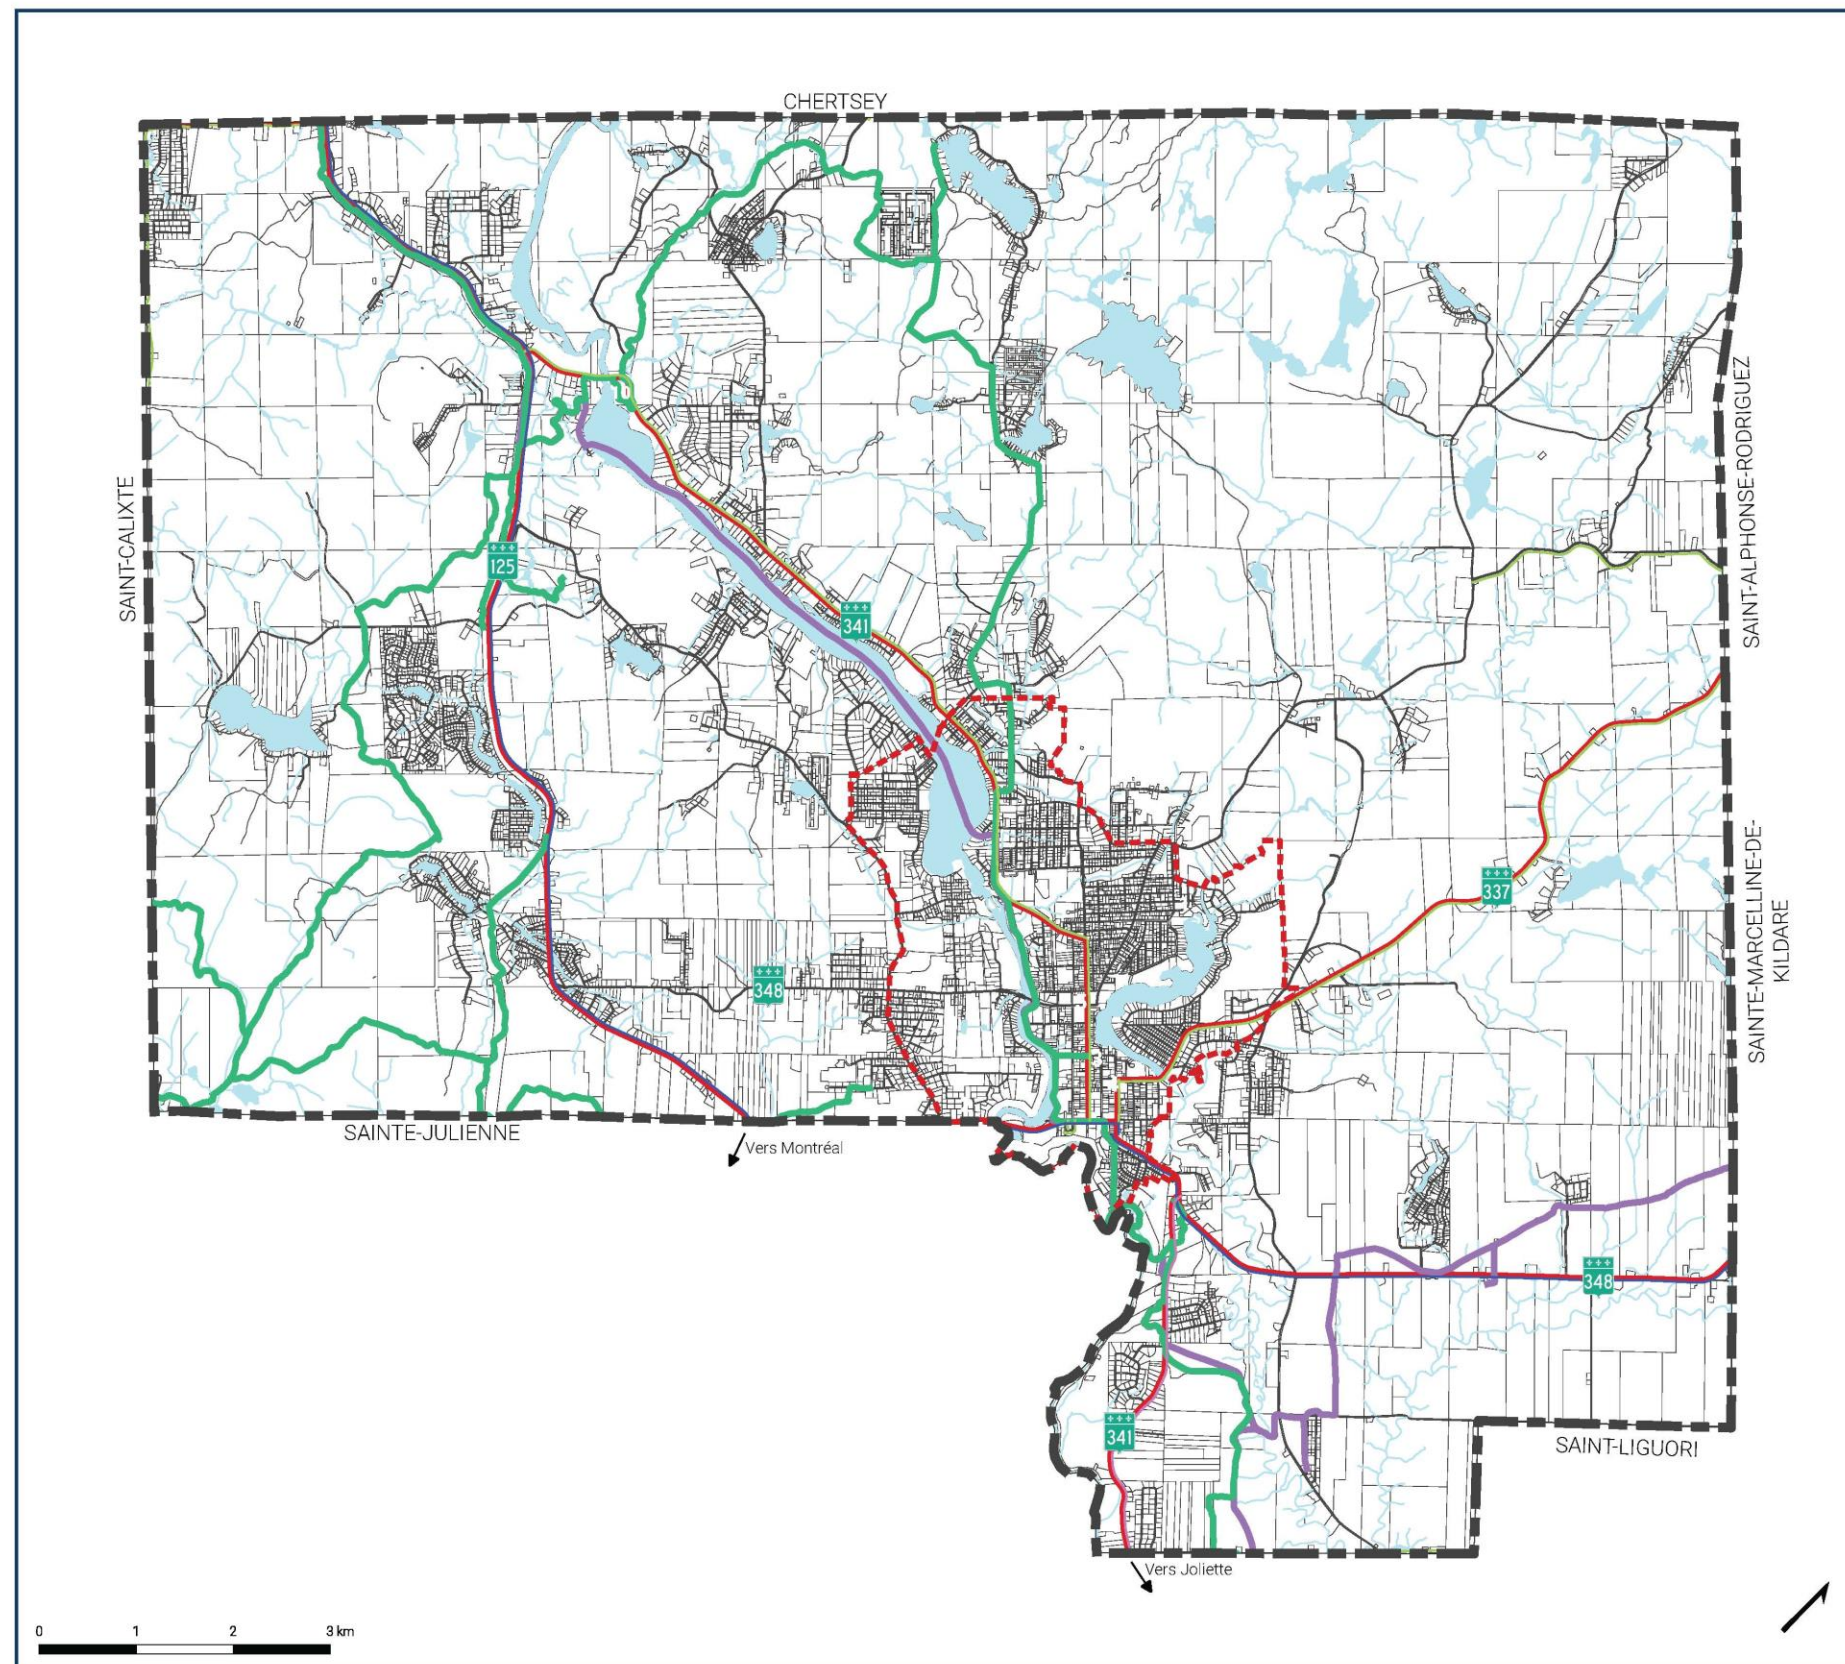 CHERTSEY
SAINT-CALIXTE
SAINT-ALPHONSE-RODRIGUEZ
125
341
337
SAINTE-MARCELLINE-DE-
KILDARE
348
SAINTE-JULIENNE
Vers Montréal
348
341
SAINT-LIGUORI
Vers Joliette
0 1 2 3 km